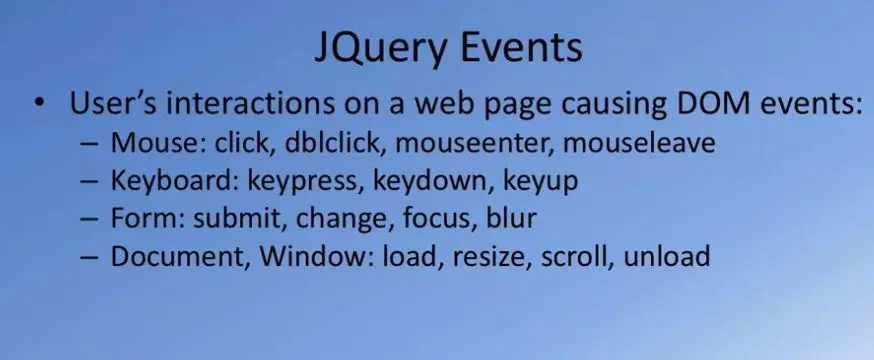 JQuery Events
• User's interactions on a web page causing DOM events:
– Mouse: click, dblclick, mouseenter, mouseleave
– Keyboard: keypress, keydown, keyup
– Form: submit, change, focus, blur
– Document, Window: load, resize, scroll, unload